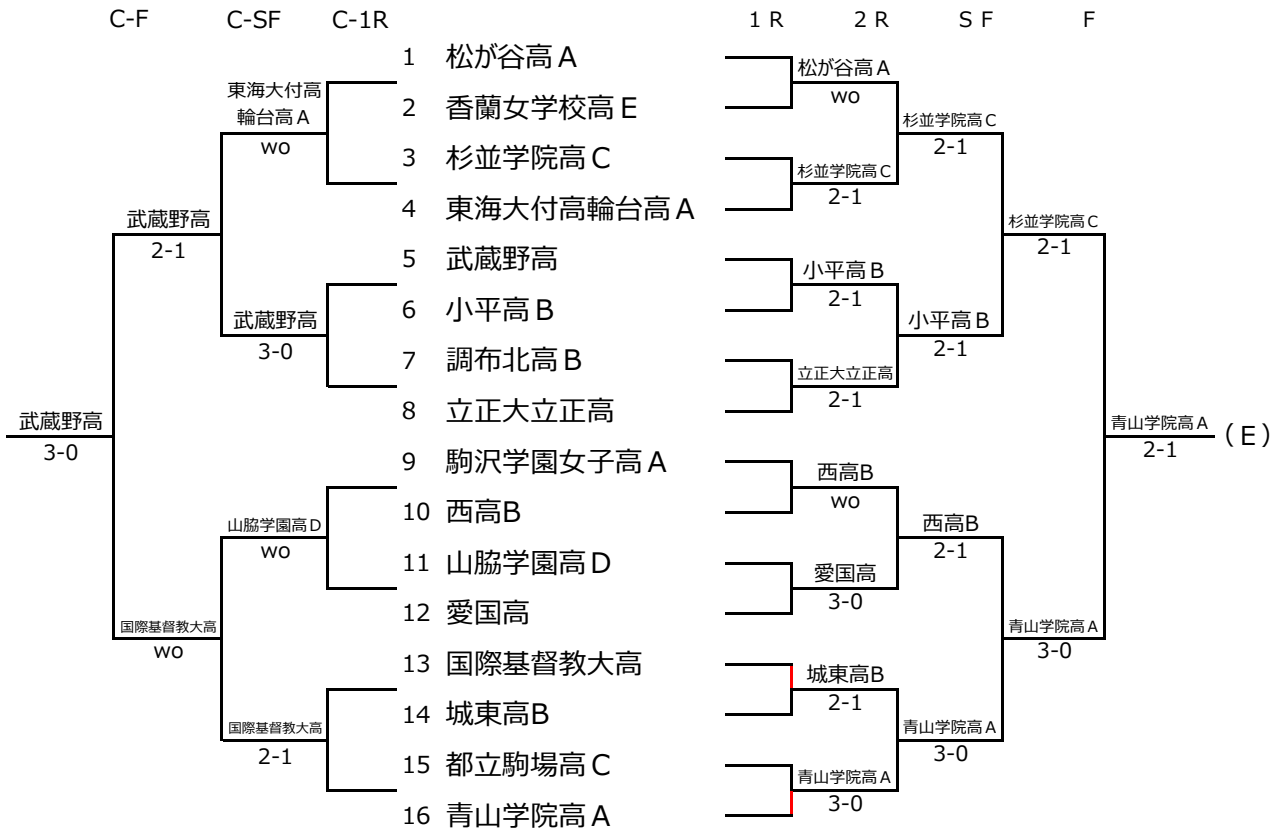 C-F C-SF C-1R 1 R 2 R S F F
1 松が谷高A
2 香蘭女学校高E
3 杉並学院高C
4 東海大付高輪台高A
5 武蔵野高
6 小平高B
7 調布北高B
8 立正大立正高
9 駒沢学園女子高A
10 西高B
11 山脇学園高D
12 愛国高
13 国際基督教大高
14 城東高B
15 都立駒場高C
16 青山学院高A
東海大付高
輪台高A
wo
武蔵野高
3-0
山脇学園高D
wo
国際基督教大高
2-1
武蔵野高
2-1
国際基督教大高
wo
武蔵野高
3-0
松が谷高A
wo
杉並学院高C
2-1
小平高B
2-1
立正大立正高
2-1
西高B
wo
愛国高
3-0
城東高B
2-1
青山学院高A
3-0
杉並学院高C
2-1
小平高B
2-1
西高B
2-1
青山学院高A
3-0
杉並学院高C
2-1
青山学院高A
3-0
青山学院高A
2-1
(E)